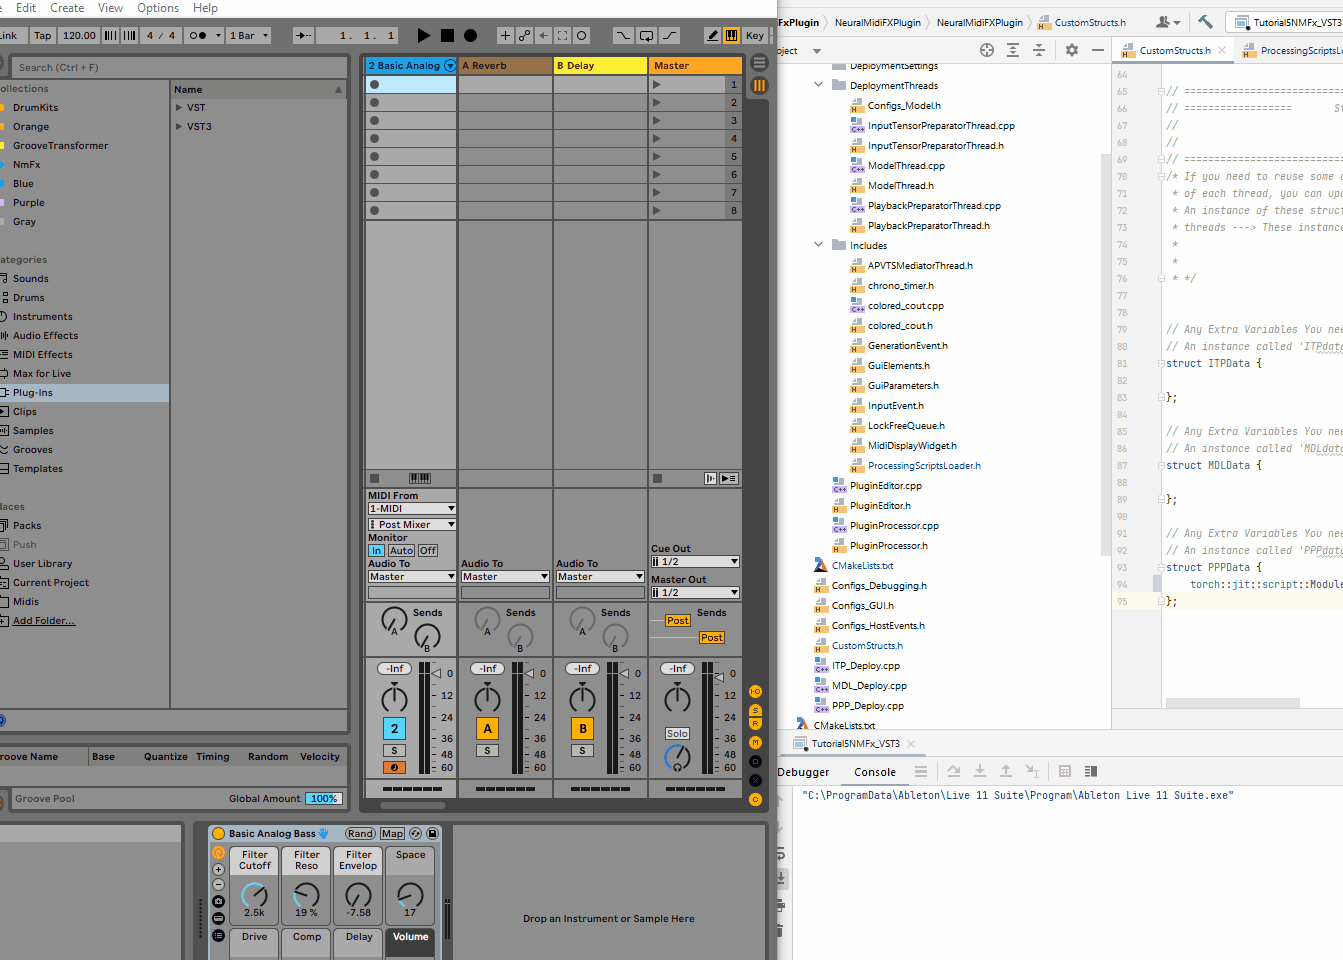 Edit Create View Options Help
Link Tap 120.00 4 / 4 1 Bar 1. 1. 1 Key
Search (Ctrl + F)
ollections
DrumKits
Orange
GrooveTransformer
NmFx
Blue
Purple
Gray
ategories
Sounds
Drums
Instruments
Audio Effects
MIDI Effects
Max for Live
Plug-Ins
Clips
Samples
Grooves
Templates
laces
Packs
Push
User Library
Current Project
Midis
Add Folder...
Name
VST
VST3
2 Basic Analog A Reverb B Delay Master
1
2
3
4
5
6
7
8
MIDI From
1-MIDI
Post Mixer
Monitor
In Auto Off
Audio To
Master
Audio To
Master
Audio To
Master
Cue Out
1/2
Master Out
1/2
Sends A B
Sends A B
Sends A B
Sends Post Post
-Inf 0 12 24 36 48 60 2 S
-Inf 0 12 24 36 48 60 A S
-Inf 0 12 24 36 48 60 B S
-Inf 0 12 24 36 48 60 Solo
I-O
S
R
M
D
X
C
roove Name Base Quantize Timing Random Velocity
Groove Pool Global Amount 100%
Basic Analog Bass Rand Map
Filter Cutoff 2.5k
Filter Reso 19 %
Filter Envelop -7.58
Space 17
Drive Comp Delay Volume
Drop an Instrument or Sample Here
FxPlugin NeuralMidiFXPlugin NeuralMidiFXPlugin CustomStructs.h Tutorial5NMFx_VST3
oject
DeploymentSettings
DeploymentThreads
Configs_Model.h
InputTensorPreparatorThread.cpp
InputTensorPreparatorThread.h
ModelThread.cpp
ModelThread.h
PlaybackPreparatorThread.cpp
PlaybackPreparatorThread.h
Includes
APVTSMediatorThread.h
chrono_timer.h
colored_cout.cpp
colored_cout.h
GenerationEvent.h
GuiElements.h
GuiParameters.h
InputEvent.h
LockFreeQueue.h
MidiDisplayWidget.h
ProcessingScriptsLoader.h
PluginEditor.cpp
PluginEditor.h
PluginProcessor.cpp
PluginProcessor.h
CMakeLists.txt
Configs_Debugging.h
Configs_GUI.h
Configs_HostEvents.h
CustomStructs.h
ITP_Deploy.cpp
MDL_Deploy.cpp
PPP_Deploy.cpp
CMakeLists.txt
CustomStructs.h ProcessingScriptsLo
64
65 // ==========================
66 // ================== St
67 //
68 //
69 // ==========================
70 /* If you need to reuse some d
71 * of each thread, you can upd
72 * An instance of these struct
73 * threads ---> These instance
74 *
75 *
76 * */
77
78
79 // Any Extra Variables You nee
80 // An instance called 'ITPdata
81 struct ITPData {
82
83 };
84
85 // Any Extra Variables You nee
86 // An instance called 'MDLdata
87 struct MDLData {
88
89 };
90
91 // Any Extra Variables You nee
92 // An instance called 'PPPdata
93 struct PPPData {
94 torch::jit::script::Module
95 };
Tutorial5NMFx_VST3
Debugger Console
"C:\ProgramData\Ableton\Live 11 Suite\Program\Ableton Live 11 Suite.exe"